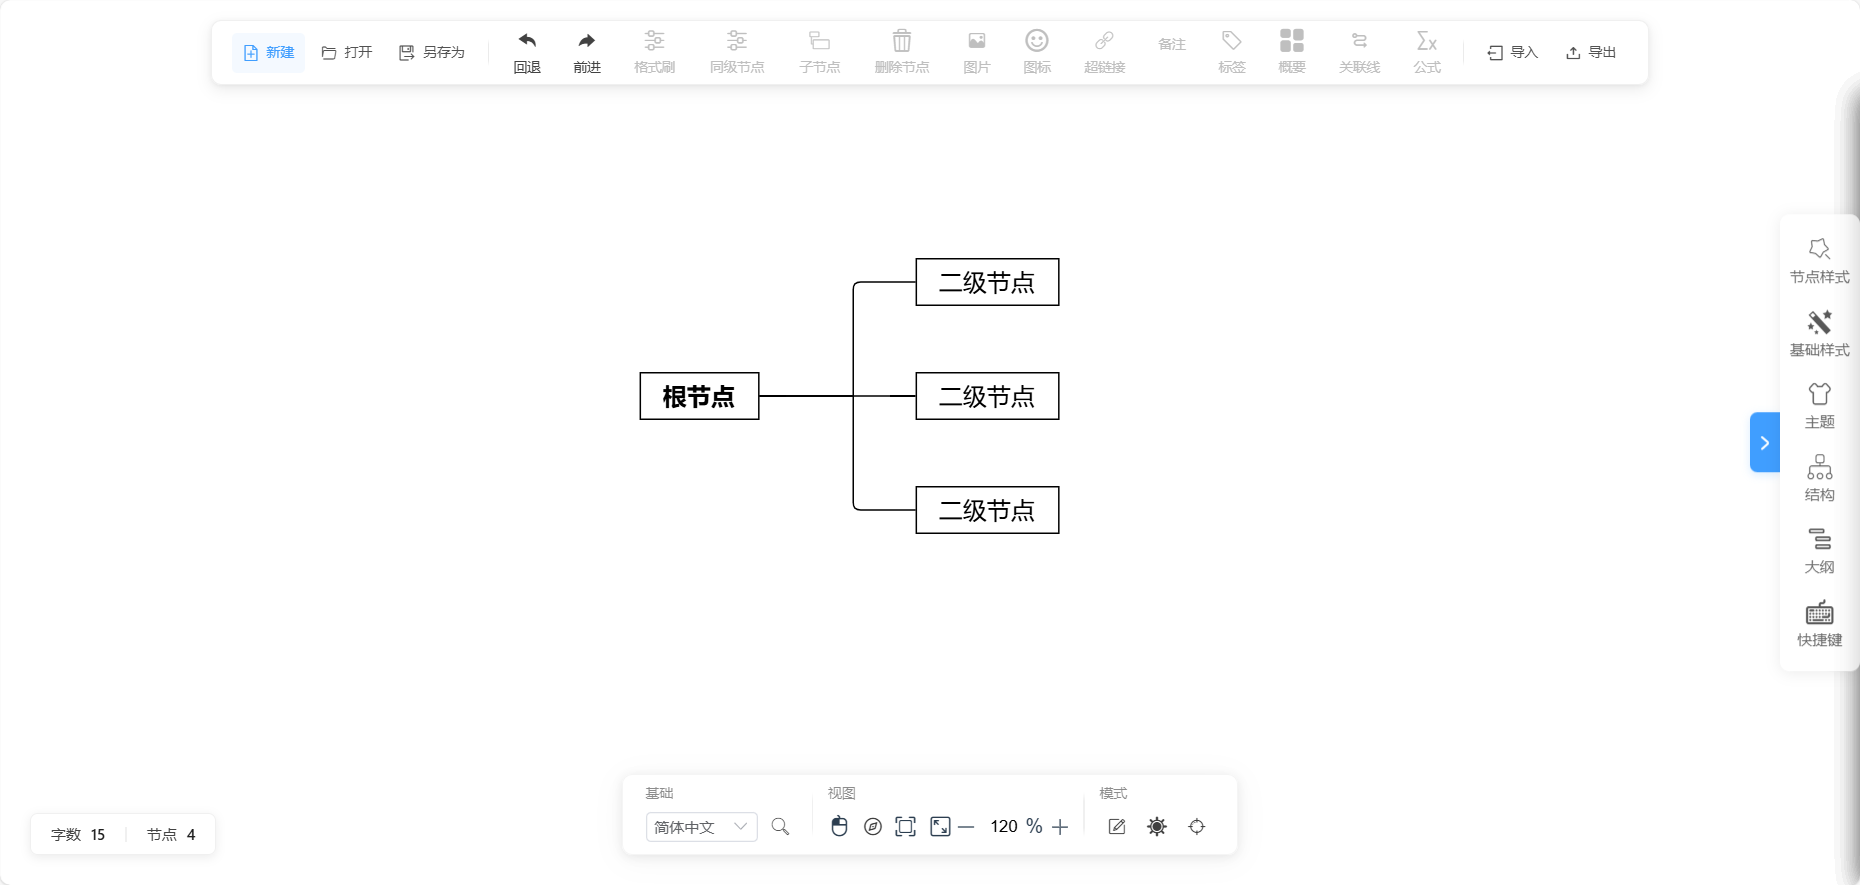 新建 打开 另存为 回退 前进 格式刷 同级节点 子节点 删除节点 图片 图标 超链接 备注 标签 概要 关联线 公式 导入 导出
二级节点
根节点 二级节点
二级节点
节点样式
基础样式
主题
结构
大纲
快捷键
基础 视图 模式
简体中文 120 %
字数 15 节点 4